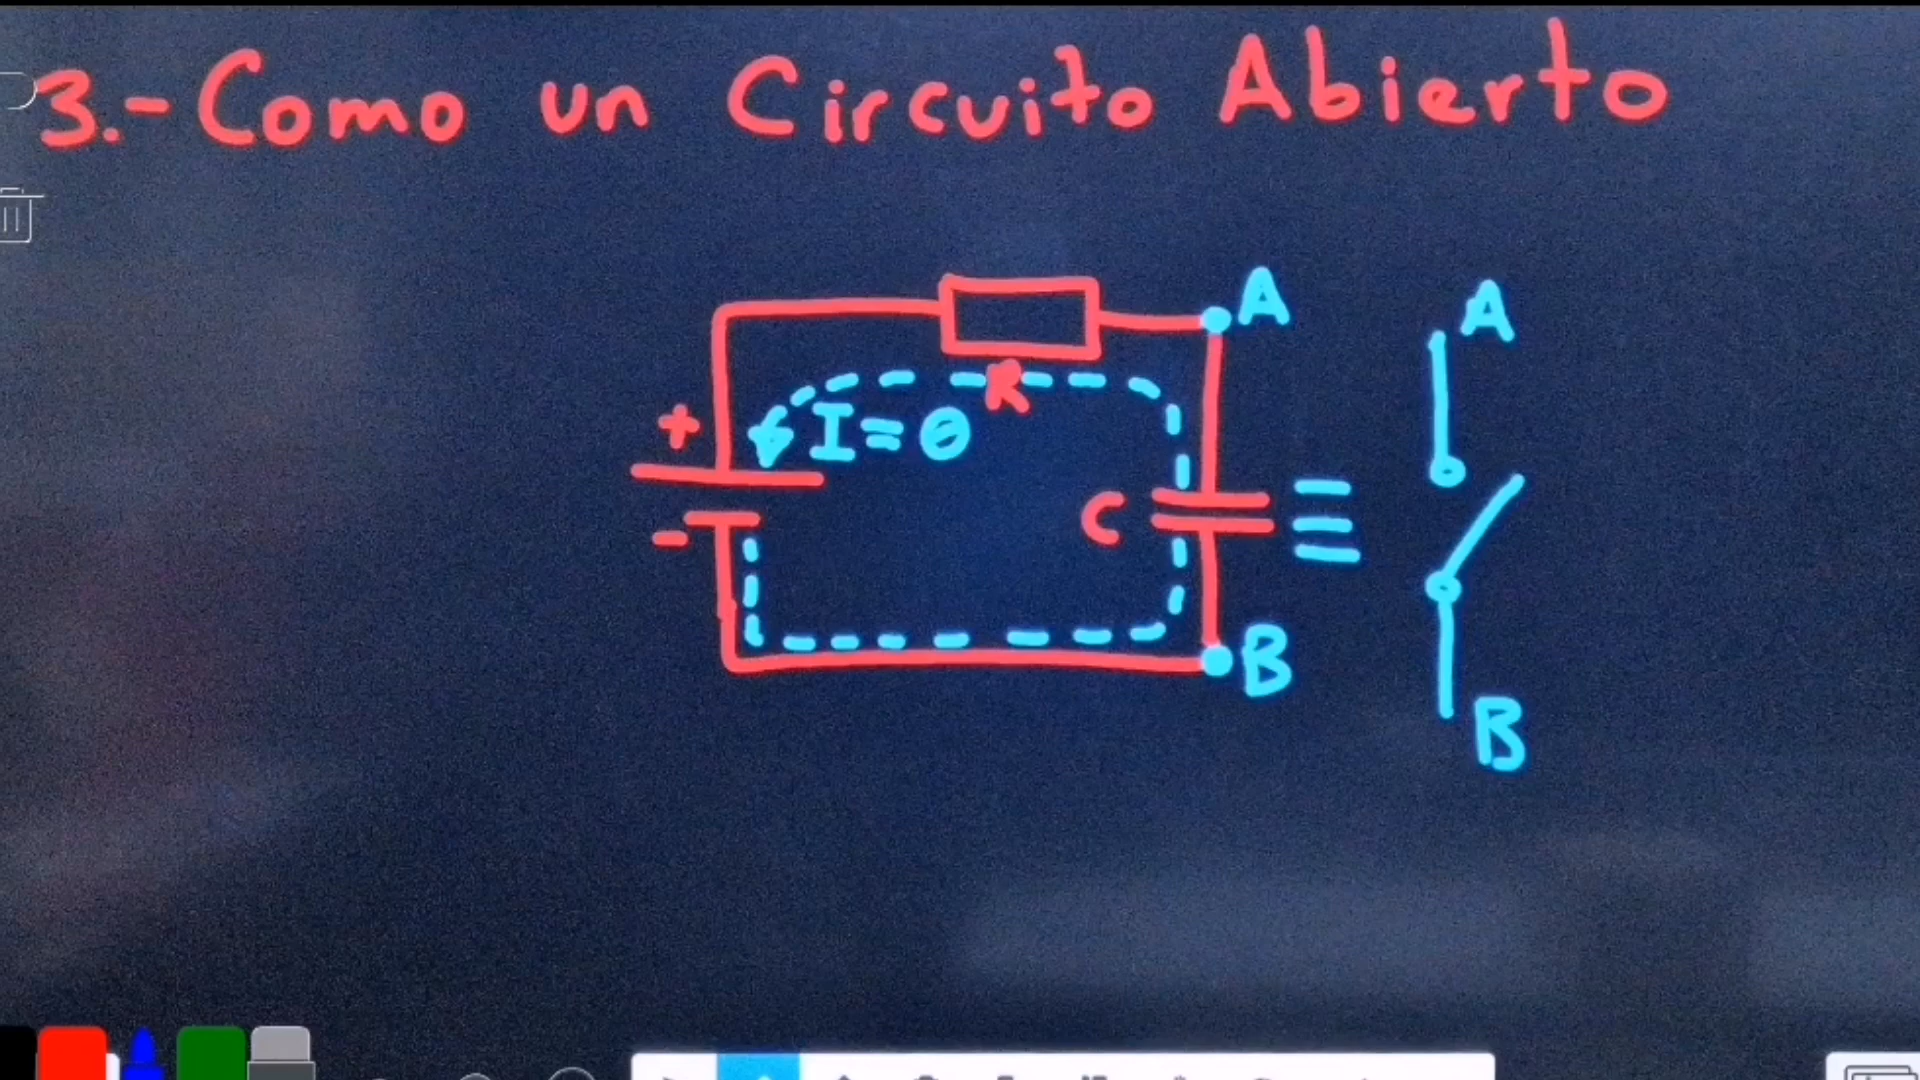 3.- Como un Circuito Abierto
A
A
R
+
I = 0
C
-
B
B